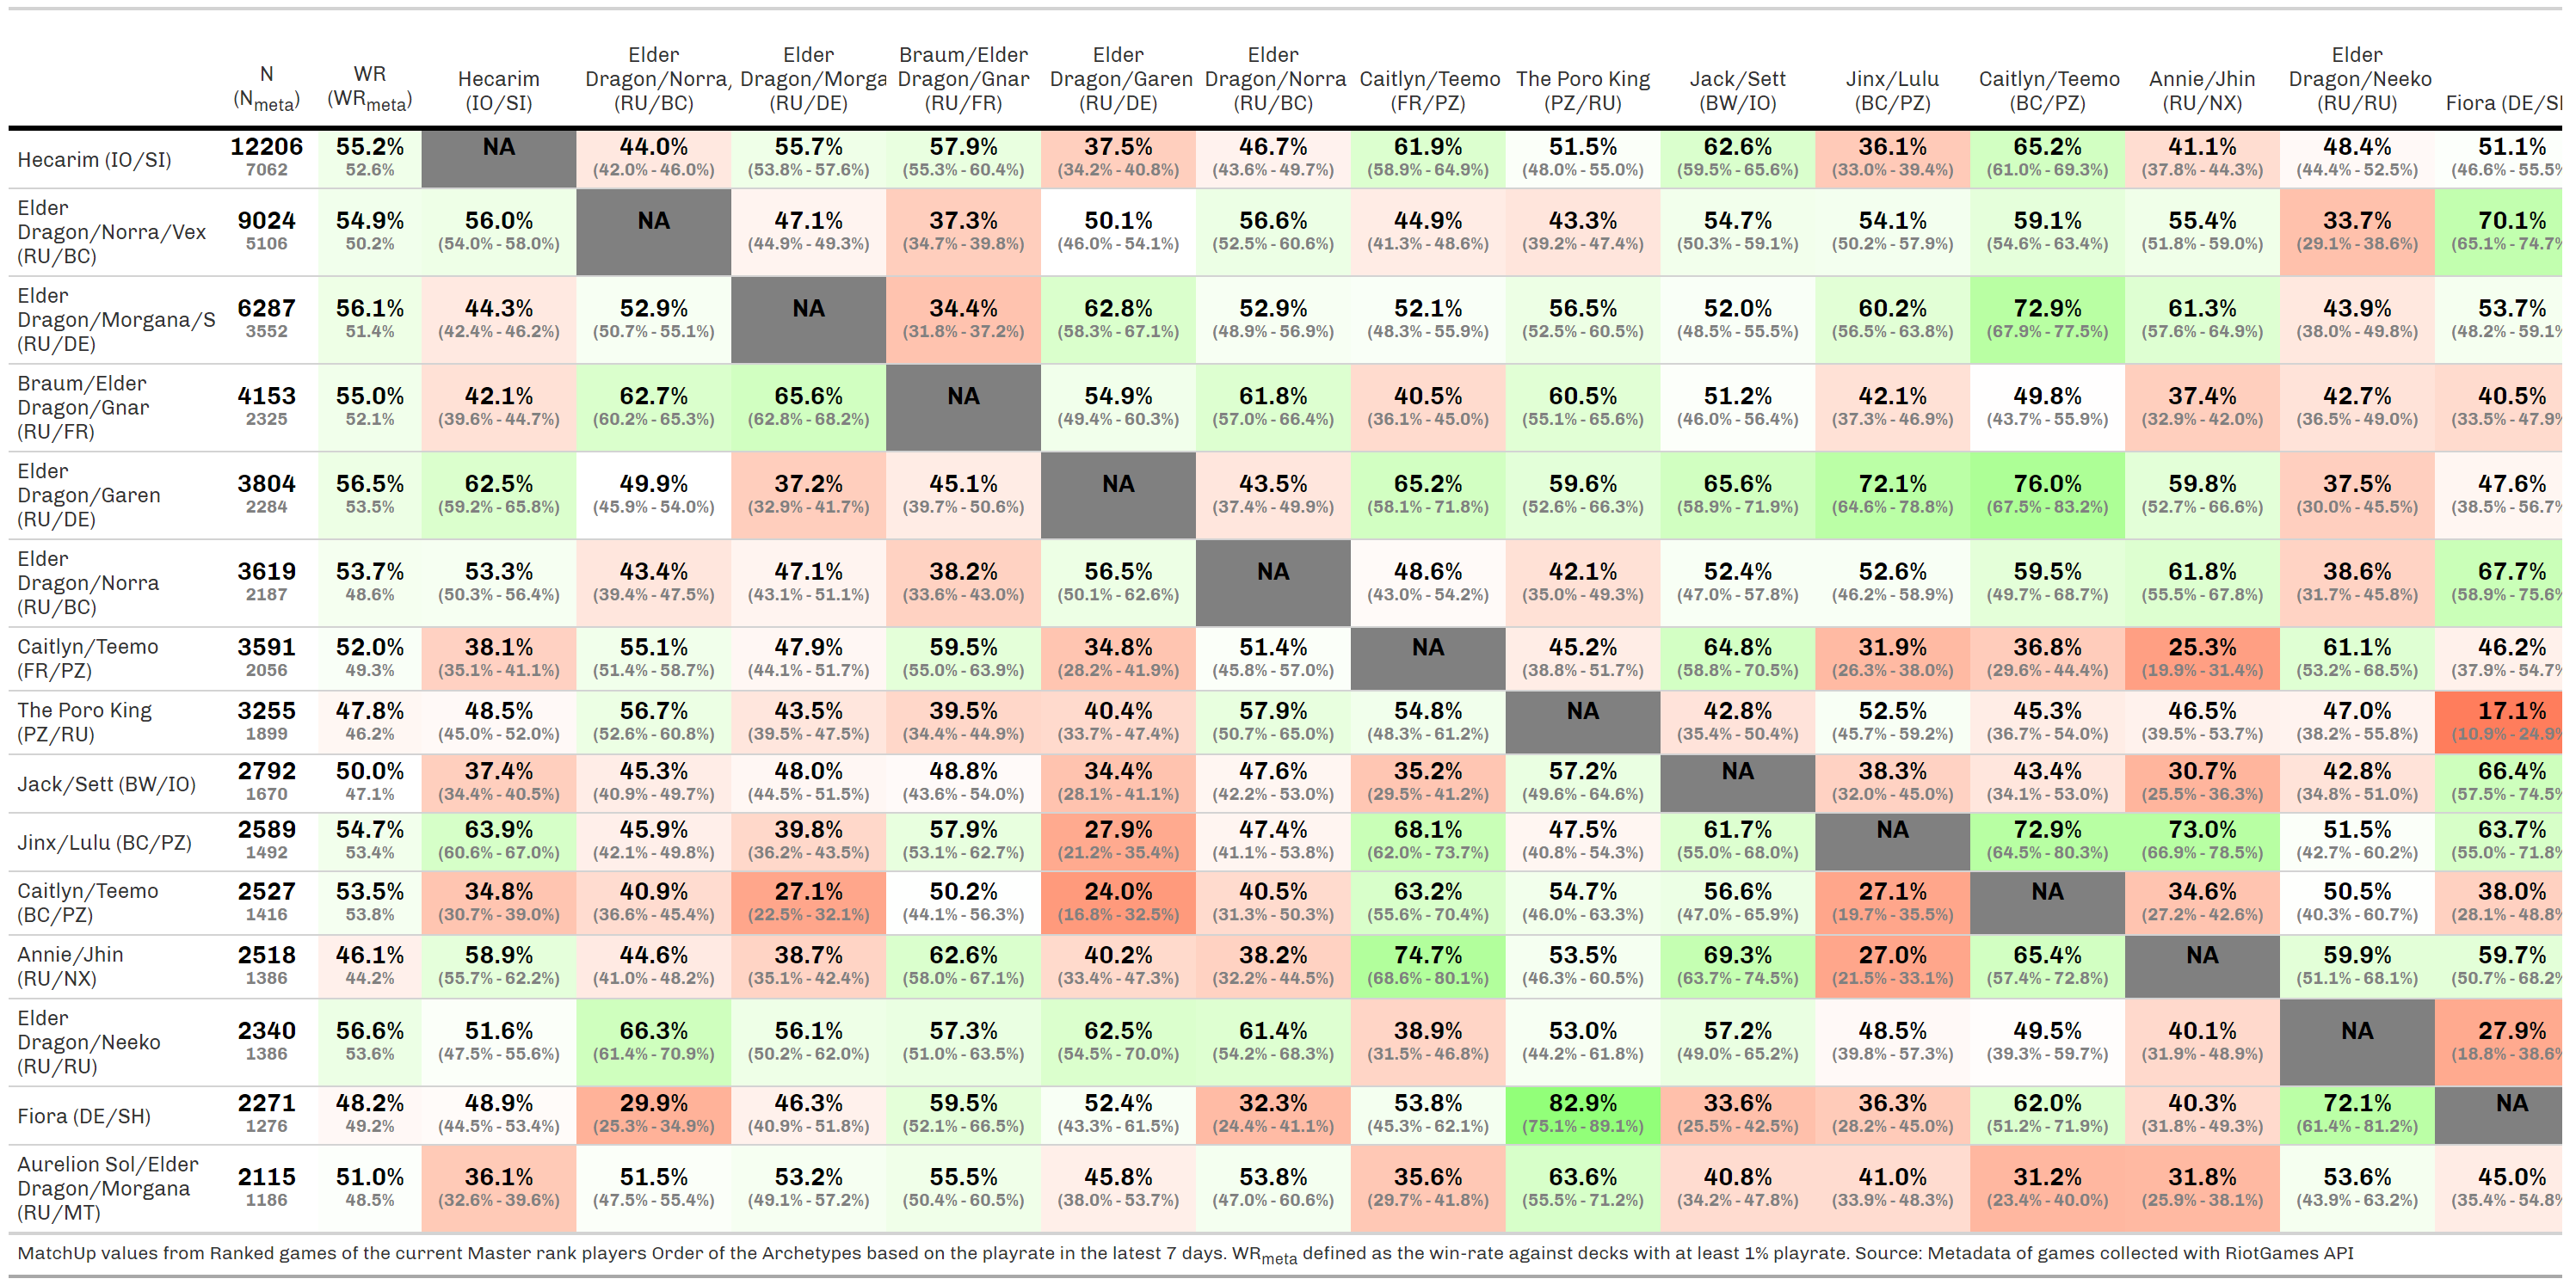 N (Nmeta) WR (WRmeta) Hecarim (IO/SI) Elder Dragon/Norra, (RU/BC) Elder Dragon/Morga (RU/DE) Braum/Elder Dragon/Gnar (RU/FR) Elder Dragon/Garen (RU/DE) Elder Dragon/Norra (RU/BC) Caitlyn/Teemo (FR/PZ) The Poro King (PZ/RU) Jack/Sett (BW/IO) Jinx/Lulu (BC/PZ) Caitlyn/Teemo (BC/PZ) Annie/Jhin (RU/NX) Elder Dragon/Neeko (RU/RU) Fiora (DE/SH
Hecarim (IO/SI) 12206 55.2% NA 44.0% 55.7% 57.9% 37.5% 46.7% 61.9% 51.5% 62.6% 36.1% 65.2% 41.1% 48.4% 51.1%
7062 52.6% (42.0% - 46.0%) (53.8% - 57.6%) (55.3% - 60.4%) (34.2% - 40.8%) (43.6% - 49.7%) (58.9% - 64.9%) (48.0% - 55.0%) (59.5% - 65.6%) (33.0% - 39.4%) (61.0% - 69.3%) (37.8% - 44.3%) (44.4% - 52.5%) (46.6% - 55.5%
Elder Dragon/Norra/Vex (RU/BC) 9024 54.9% 56.0% NA 47.1% 37.3% 50.1% 56.6% 44.9% 43.3% 54.7% 54.1% 59.1% 55.4% 33.7% 70.1%
5106 50.2% (54.0% - 58.0%) (44.9% - 49.3%) (34.7% - 39.8%) (46.0% - 54.1%) (52.5% - 60.6%) (41.3% - 48.6%) (39.2% - 47.4%) (50.3% - 59.1%) (50.2% - 57.9%) (54.6% - 63.4%) (51.8% - 59.0%) (29.1% - 38.6%) (65.1% - 74.7%
Elder Dragon/Morgana/S (RU/DE) 6287 56.1% 44.3% 52.9% NA 34.4% 62.8% 52.9% 52.1% 56.5% 52.0% 60.2% 72.9% 61.3% 43.9% 53.7%
3552 51.4% (42.4% - 46.2%) (50.7% - 55.1%) (31.8% - 37.2%) (58.3% - 67.1%) (48.9% - 56.9%) (48.3% - 55.9%) (52.5% - 60.5%) (48.5% - 55.5%) (56.5% - 63.8%) (67.9% - 77.5%) (57.6% - 64.9%) (38.0% - 49.8%) (48.2% - 59.1%
Braum/Elder Dragon/Gnar (RU/FR) 4153 55.0% 42.1% 62.7% 65.6% NA 54.9% 61.8% 40.5% 60.5% 51.2% 42.1% 49.8% 37.4% 42.7% 40.5%
2325 52.1% (39.6% - 44.7%) (60.2% - 65.3%) (62.8% - 68.2%) (49.4% - 60.3%) (57.0% - 66.4%) (36.1% - 45.0%) (55.1% - 65.6%) (46.0% - 56.4%) (37.3% - 46.9%) (43.7% - 55.9%) (32.9% - 42.0%) (36.5% - 49.0%) (33.5% - 47.9%
Elder Dragon/Garen (RU/DE) 3804 56.5% 62.5% 49.9% 37.2% 45.1% NA 43.5% 65.2% 59.6% 65.6% 72.1% 76.0% 59.8% 37.5% 47.6%
2284 53.5% (59.2% - 65.8%) (45.9% - 54.0%) (32.9% - 41.7%) (39.7% - 50.6%) (37.4% - 49.9%) (58.1% - 71.8%) (52.6% - 66.3%) (58.9% - 71.9%) (64.6% - 78.8%) (67.5% - 83.2%) (52.7% - 66.6%) (30.0% - 45.5%) (38.5% - 56.7%
Elder Dragon/Norra (RU/BC) 3619 53.7% 53.3% 43.4% 47.1% 38.2% 56.5% NA 48.6% 42.1% 52.4% 52.6% 59.5% 61.8% 38.6% 67.7%
2187 48.6% (50.3% - 56.4%) (39.4% - 47.5%) (43.1% - 51.1%) (33.6% - 43.0%) (50.1% - 62.6%) (43.0% - 54.2%) (35.0% - 49.3%) (47.0% - 57.8%) (46.2% - 58.9%) (49.7% - 68.7%) (55.5% - 67.8%) (31.7% - 45.8%) (58.9% - 75.6%
Caitlyn/Teemo (FR/PZ) 3591 52.0% 38.1% 55.1% 47.9% 59.5% 34.8% 51.4% NA 45.2% 64.8% 31.9% 36.8% 25.3% 61.1% 46.2%
2056 49.3% (35.1% - 41.1%) (51.4% - 58.7%) (44.1% - 51.7%) (55.0% - 63.9%) (28.2% - 41.9%) (45.8% - 57.0%) (38.8% - 51.7%) (58.8% - 70.5%) (26.3% - 38.0%) (29.6% - 44.4%) (19.9% - 31.4%) (53.2% - 68.5%) (37.9% - 54.7%
The Poro King (PZ/RU) 3255 47.8% 48.5% 56.7% 43.5% 39.5% 40.4% 57.9% 54.8% NA 42.8% 52.5% 45.3% 46.5% 47.0% 17.1%
1899 46.2% (45.0% - 52.0%) (52.6% - 60.8%) (39.5% - 47.5%) (34.4% - 44.9%) (33.7% - 47.4%) (50.7% - 65.0%) (48.3% - 61.2%) (35.4% - 50.4%) (45.7% - 59.2%) (36.7% - 54.0%) (39.5% - 53.7%) (38.2% - 55.8%) (10.9% - 24.9%
Jack/Sett (BW/IO) 2792 50.0% 37.4% 45.3% 48.0% 48.8% 34.4% 47.6% 35.2% 57.2% NA 38.3% 43.4% 30.7% 42.8% 66.4%
1670 47.1% (34.4% - 40.5%) (40.9% - 49.7%) (44.5% - 51.5%) (43.6% - 54.0%) (28.1% - 41.1%) (42.2% - 53.0%) (29.5% - 41.2%) (49.6% - 64.6%) (32.0% - 45.0%) (34.1% - 53.0%) (25.5% - 36.3%) (34.8% - 51.0%) (57.5% - 74.5%
Jinx/Lulu (BC/PZ) 2589 54.7% 63.9% 45.9% 39.8% 57.9% 27.9% 47.4% 68.1% 47.5% 61.7% NA 72.9% 73.0% 51.5% 63.7%
1492 53.4% (60.6% - 67.0%) (42.1% - 49.8%) (36.2% - 43.5%) (53.1% - 62.7%) (21.2% - 35.4%) (41.1% - 53.8%) (62.0% - 73.7%) (40.8% - 54.3%) (55.0% - 68.0%) (64.5% - 80.3%) (66.9% - 78.5%) (42.7% - 60.2%) (55.0% - 71.8%
Caitlyn/Teemo (BC/PZ) 2527 53.5% 34.8% 40.9% 27.1% 50.2% 24.0% 40.5% 63.2% 54.7% 56.6% 27.1% NA 34.6% 50.5% 38.0%
1416 53.8% (30.7% - 39.0%) (36.6% - 45.4%) (22.5% - 32.1%) (44.1% - 56.3%) (16.8% - 32.5%) (31.3% - 50.3%) (55.6% - 70.4%) (46.0% - 63.3%) (47.0% - 65.9%) (19.7% - 35.5%) (27.2% - 42.6%) (40.3% - 60.7%) (28.1% - 48.8%
Annie/Jhin (RU/NX) 2518 46.1% 58.9% 44.6% 38.7% 62.6% 40.2% 38.2% 74.7% 53.5% 69.3% 27.0% 65.4% NA 59.9% 59.7%
1386 44.2% (55.7% - 62.2%) (41.0% - 48.2%) (35.1% - 42.4%) (58.0% - 67.1%) (33.4% - 47.3%) (32.2% - 44.5%) (68.6% - 80.1%) (46.3% - 60.5%) (63.7% - 74.5%) (21.5% - 33.1%) (57.4% - 72.8%) (51.1% - 68.1%) (50.7% - 68.2%
Elder Dragon/Neeko (RU/RU) 2340 56.6% 51.6% 66.3% 56.1% 57.3% 62.5% 61.4% 38.9% 53.0% 57.2% 48.5% 49.5% 40.1% NA 27.9%
1386 53.6% (47.5% - 55.6%) (61.4% - 70.9%) (50.2% - 62.0%) (51.0% - 63.5%) (54.5% - 70.0%) (54.2% - 68.3%) (31.5% - 46.8%) (44.2% - 61.8%) (49.0% - 65.2%) (39.8% - 57.3%) (39.3% - 59.7%) (31.9% - 48.9%) (18.8% - 38.6%
Fiora (DE/SH) 2271 48.2% 48.9% 29.9% 46.3% 59.5% 52.4% 32.3% 53.8% 82.9% 33.6% 36.3% 62.0% 40.3% 72.1% NA
1276 49.2% (44.5% - 53.4%) (25.3% - 34.9%) (40.9% - 51.8%) (52.1% - 66.5%) (43.3% - 61.5%) (24.4% - 41.1%) (45.3% - 62.1%) (75.1% - 89.1%) (25.5% - 42.5%) (28.2% - 45.0%) (51.2% - 71.9%) (31.8% - 49.3%) (61.4% - 81.2%)
Aurelion Sol/Elder Dragon/Morgana (RU/MT) 2115 51.0% 36.1% 51.5% 53.2% 55.5% 45.8% 53.8% 35.6% 63.6% 40.8% 41.0% 31.2% 31.8% 53.6% 45.0%
1186 48.5% (32.6% - 39.6%) (47.5% - 55.4%) (49.1% - 57.2%) (50.4% - 60.5%) (38.0% - 53.7%) (47.0% - 60.6%) (29.7% - 41.8%) (55.5% - 71.2%) (34.2% - 47.8%) (33.9% - 48.3%) (23.4% - 40.0%) (25.9% - 38.1%) (43.9% - 63.2%) (35.4% - 54.8%
MatchUp values from Ranked games of the current Master rank players Order of the Archetypes based on the playrate in the latest 7 days. WRmeta defined as the win-rate against decks with at least 1% playrate. Source: Metadata of games collected with RiotGames API